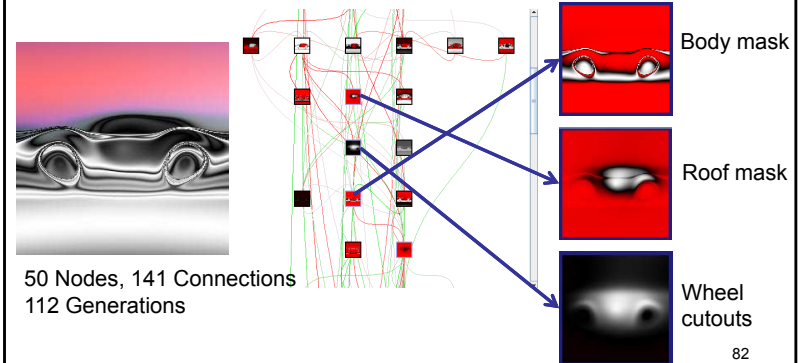 Body mask
Roof mask
50 Nodes, 141 Connections
112 Generations
Wheel
cutouts
82